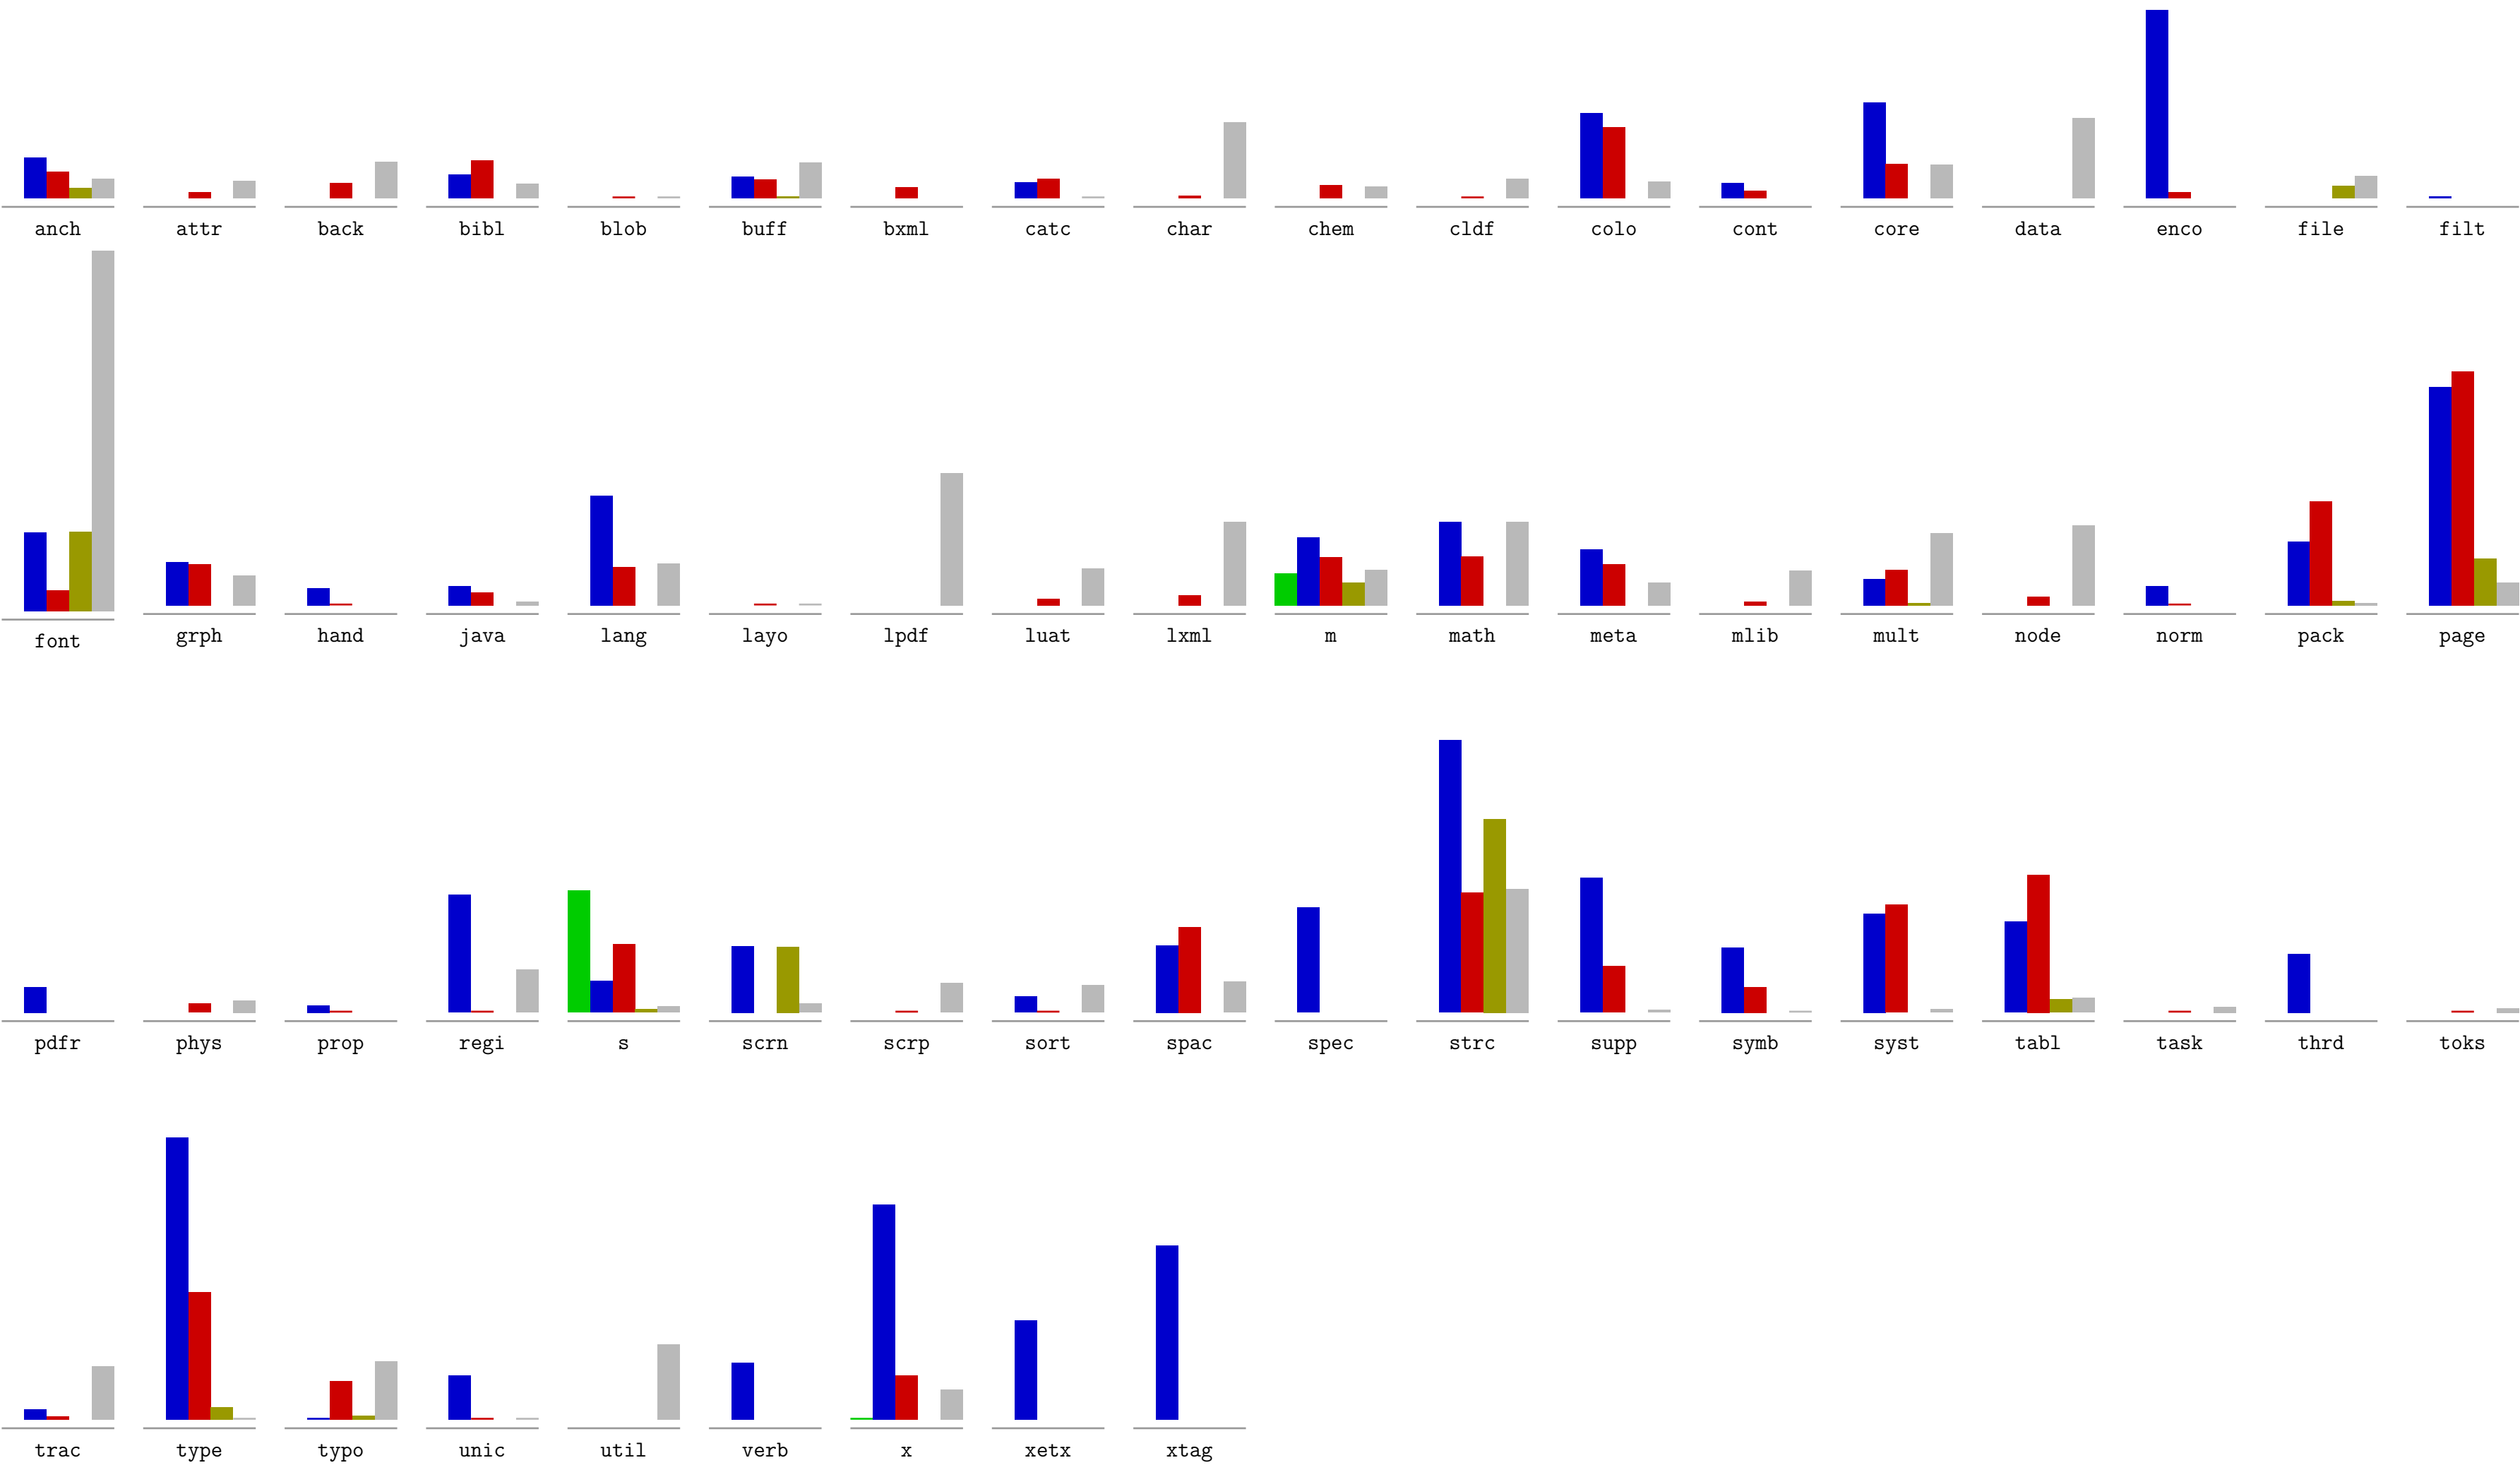 anch attr back bibl blob buff bxml catc char chem cldf colo cont core data enco file filt
font grph hand java lang layo lpdf luat lxml m math meta mlib mult node norm pack page
pdfr phys prop regi s scrn scrp sort spac spec strc supp symb syst tabl task thrd toks
trac type typo unic util verb x xetx xtag